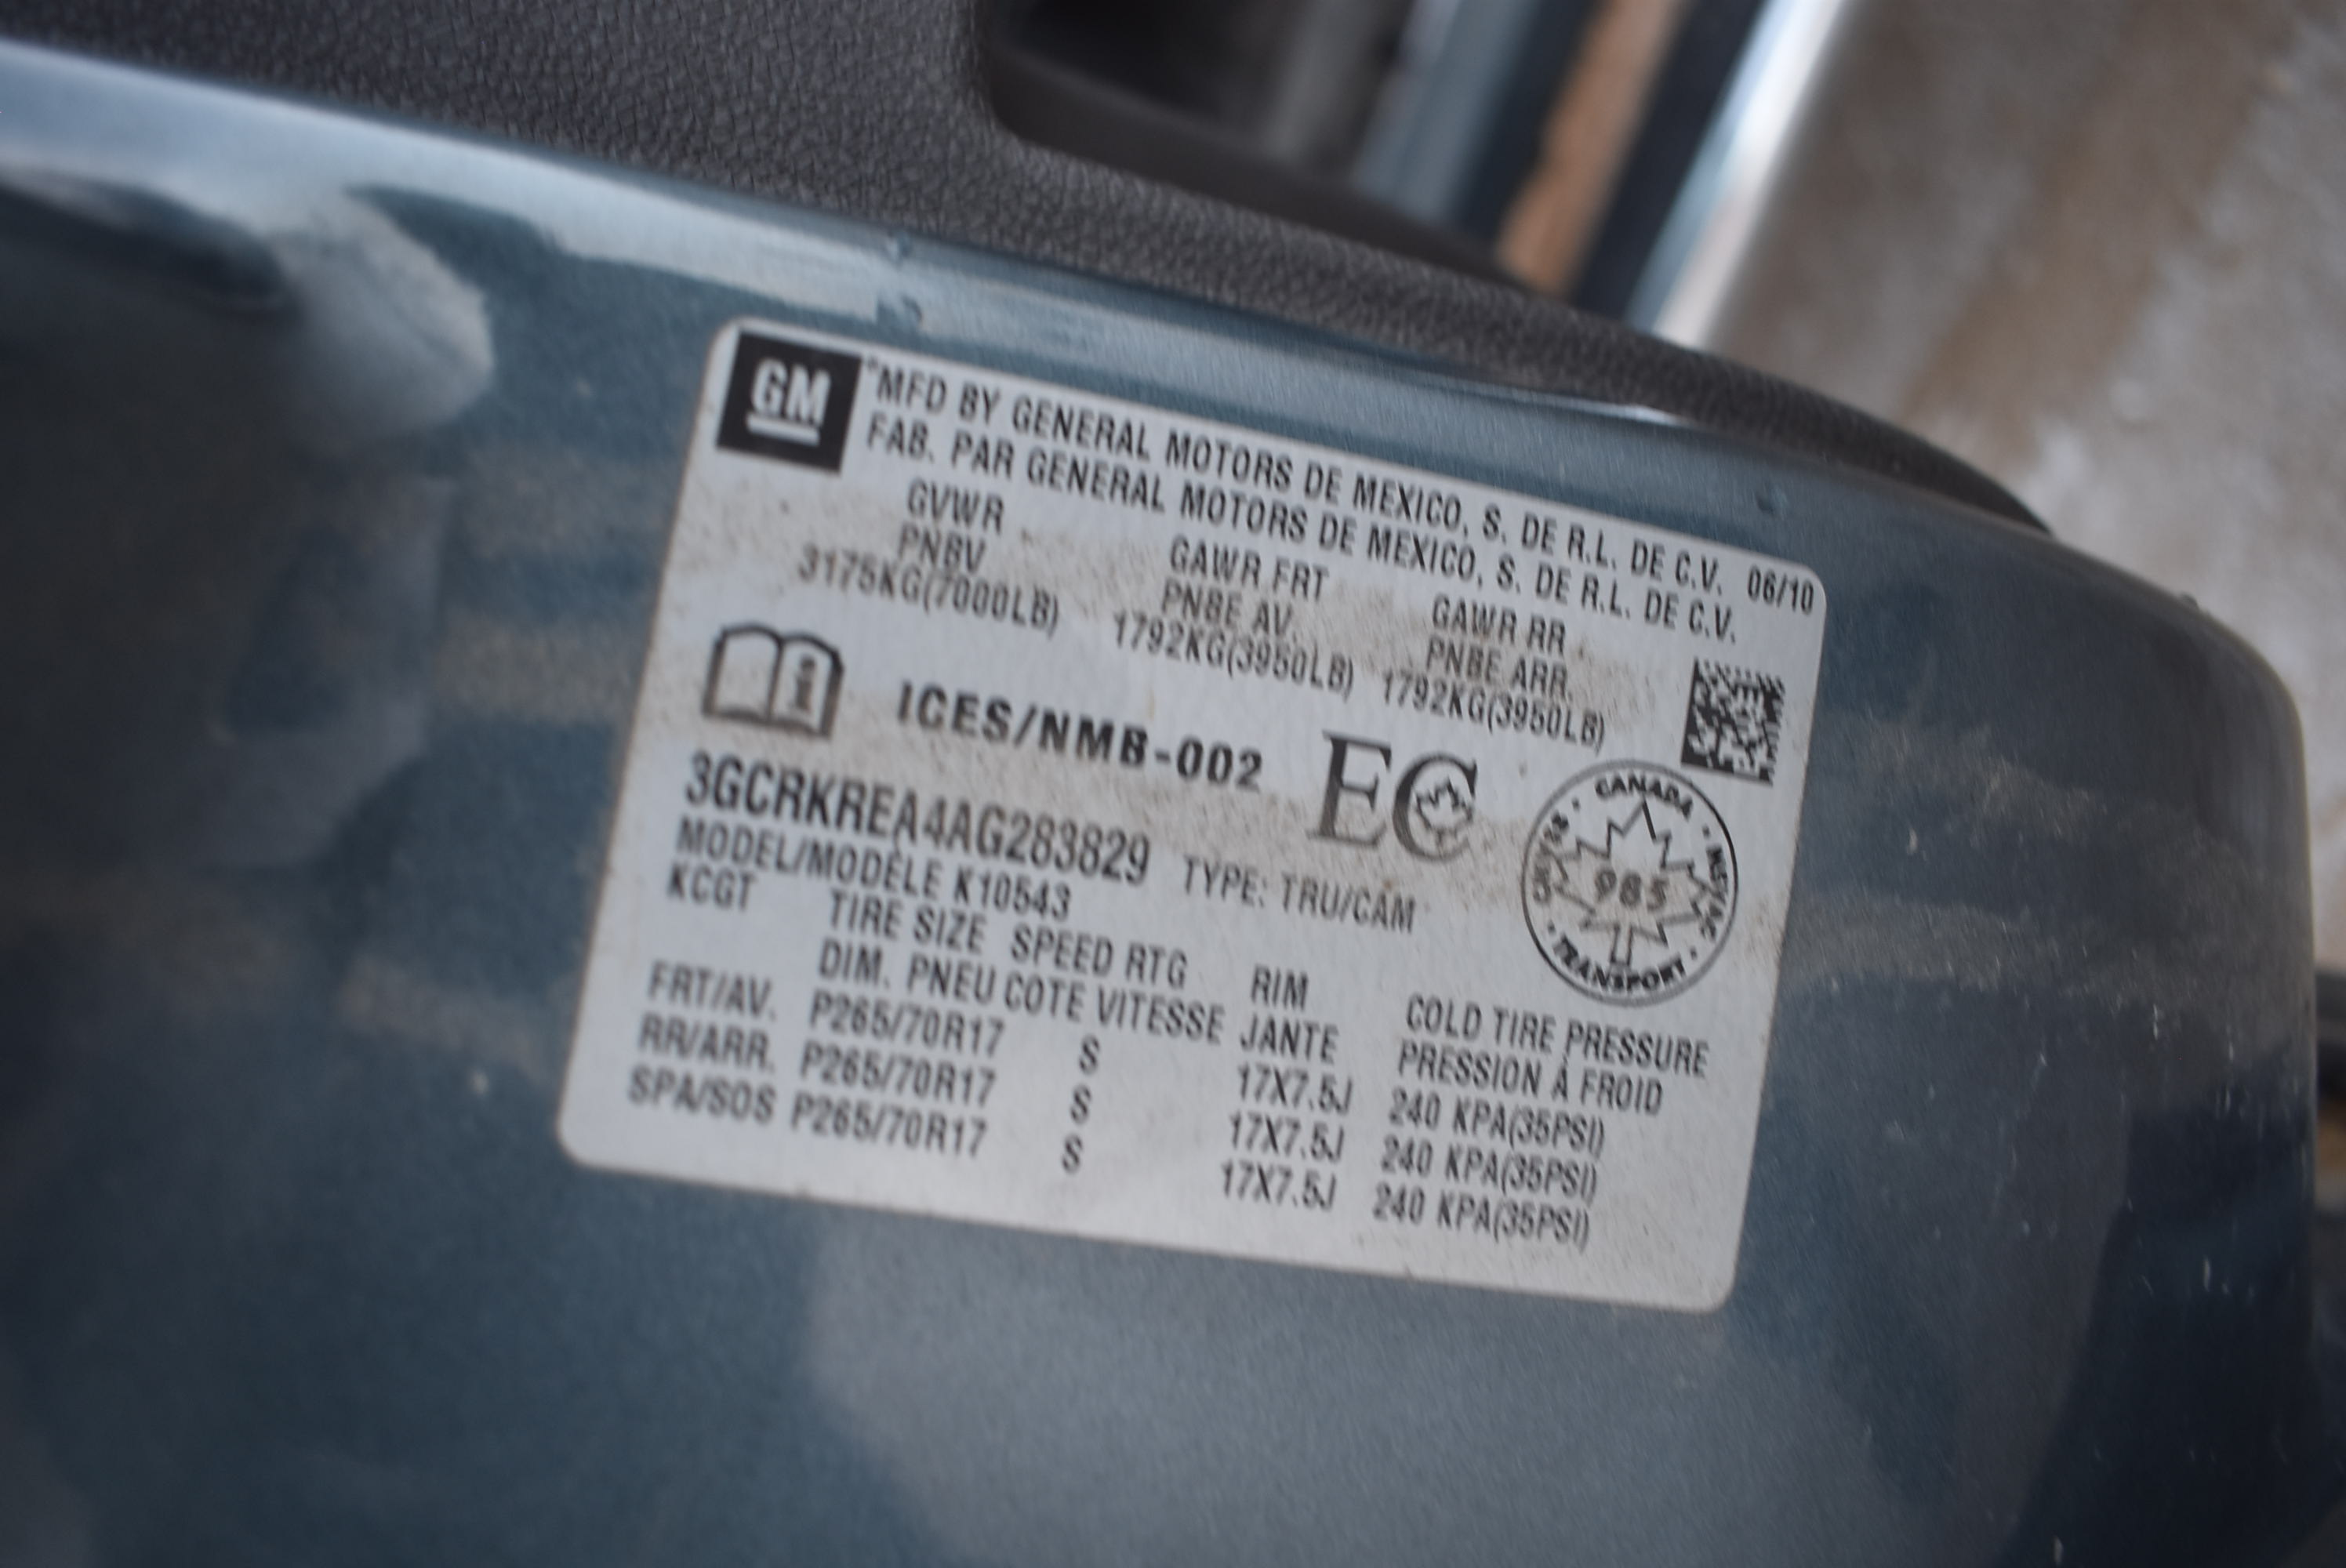 GM
*MFD BY GENERAL MOTORS DE MEXICO, S. DE R.L. DE C.V. 06/10
FAB. PAR GENERAL MOTORS DE MEXICO, S. DE R.L. DE C.V.
GVWR GAWR FRT GAWR RR
PNBV PNBE AV. PNBE ARR.
3175KG(7000LB) 1792KG(3950LB) 1792KG(3950LB)
i ICES/NMB-002 EC
3GCRKREA4AG283829 TYPE: TRU/CAM
MODEL/MODÈLE K10543
KCGT
CANADA
985
TRANSPORT
TIRE SIZE SPEED RTG RIM COLD TIRE PRESSURE
DIM. PNEU COTE VITESSE JANTE PRESSION À FROID
FRT/AV. P265/70R17 S 17X7.5J 240 KPA(35PSI)
RR/ARR. P265/70R17 S 17X7.5J 240 KPA(35PSI)
SPA/SOS P265/70R17 S 17X7.5J 240 KPA(35PSI)